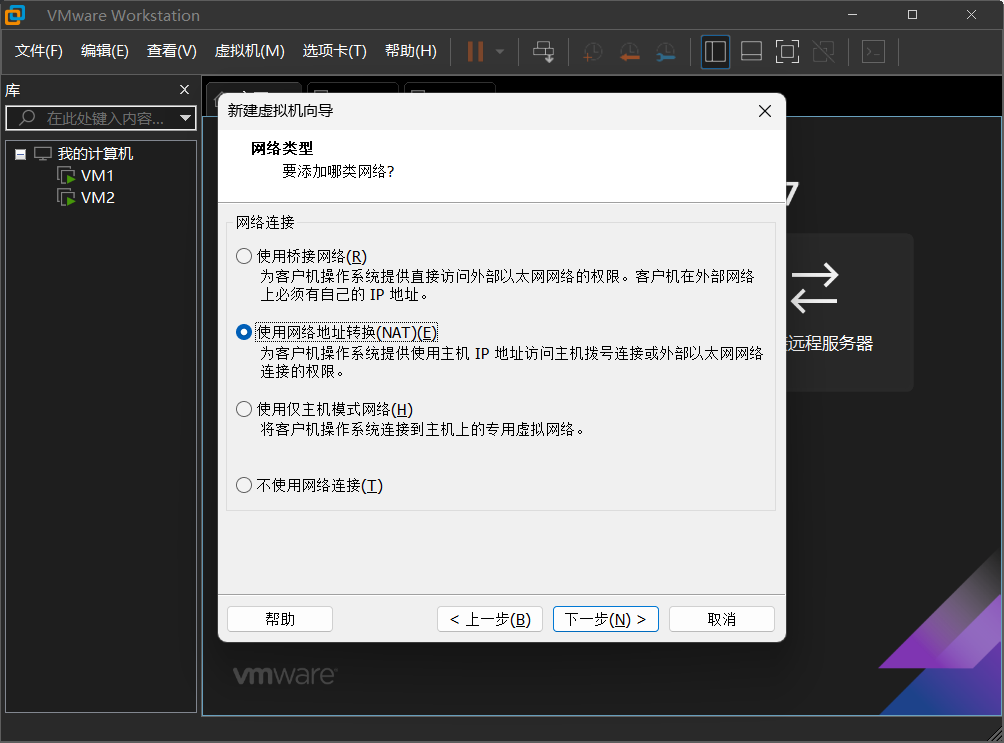 VMware Workstation
文件(F) 编辑(E) 查看(V) 虚拟机(M) 选项卡(T) 帮助(H)
库
在此处键入内容...
我的计算机
VM1
VM2
新建虚拟机向导
网络类型
要添加哪类网络?
网络连接
使用桥接网络(R)
为客户机操作系统提供直接访问外部以太网网络的权限。客户机在外部网络
上必须有自己的 IP 地址。
使用网络地址转换(NAT)(E)
为客户机操作系统提供使用主机 IP 地址访问主机拨号连接或外部以太网网络
连接的权限。
使用仅主机模式网络(H)
将客户机操作系统连接到主机上的专用虚拟网络。
不使用网络连接(T)
帮助
< 上一步(B)
下一步(N) >
取消
7
远程服务器
vmware